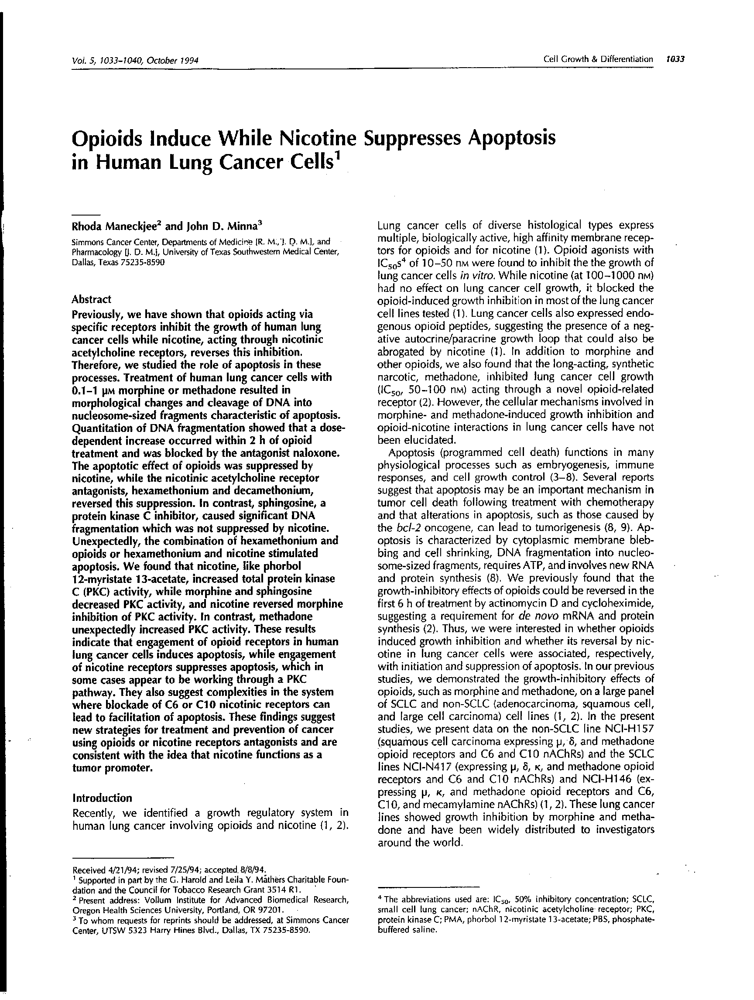 Vol. 5, 1033–1040, October 1994
Cell Growth & Differentiation 1033
Opioids Induce While Nicotine Suppresses Apoptosis
in Human Lung Cancer Cells¹
Rhoda Maneckjee² and John D. Minna³
Simmons Cancer Center, Departments of Medicine [R. M., J. D. M.], and
Pharmacology [J. D. M.], University of Texas Southwestern Medical Center,
Dallas, Texas 75235-8590
Abstract
Previously, we have shown that opioids acting via
specific receptors inhibit the growth of human lung
cancer cells while nicotine, acting through nicotinic
acetylcholine receptors, reverses this inhibition.
Therefore, we studied the role of apoptosis in these
processes. Treatment of human lung cancer cells with
0.1–1 μM morphine or methadone resulted in
morphological changes and cleavage of DNA into
nucleosome-sized fragments characteristic of apoptosis.
Quantitation of DNA fragmentation showed that a dose-
dependent increase occurred within 2 h of opioid
treatment and was blocked by the antagonist naloxone.
The apoptotic effect of opioids was suppressed by
nicotine, while the nicotinic acetylcholine receptor
antagonists, hexamethonium and decamethonium,
reversed this suppression. In contrast, sphingosine, a
protein kinase C inhibitor, caused significant DNA
fragmentation which was not suppressed by nicotine.
Unexpectedly, the combination of hexamethonium and
opioids or hexamethonium and nicotine stimulated
apoptosis. We found that nicotine, like phorbol
12-myristate 13-acetate, increased total protein kinase
C (PKC) activity, while morphine and sphingosine
decreased PKC activity, and nicotine reversed morphine
inhibition of PKC activity. In contrast, methadone
unexpectedly increased PKC activity. These results
indicate that engagement of opioid receptors in human
lung cancer cells induces apoptosis, while engagement
of nicotine receptors suppresses apoptosis, which in
some cases appear to be working through a PKC
pathway. They also suggest complexities in the system
where blockade of C6 or C10 nicotinic receptors can
lead to facilitation of apoptosis. These findings suggest
new strategies for treatment and prevention of cancer
using opioids or nicotine receptors antagonists and are
consistent with the idea that nicotine functions as a
tumor promoter.
Introduction
Recently, we identified a growth regulatory system in
human lung cancer involving opioids and nicotine (1, 2).
Received 4/21/94; revised 7/25/94; accepted 8/8/94.
¹ Supported in part by the G. Harold and Leila Y. Mathers Charitable Foun-
dation and the Council for Tobacco Research Grant 3514 R1.
² Present address: Vollum Institute for Advanced Biomedical Research,
Oregon Health Sciences University, Portland, OR 97201.
³ To whom requests for reprints should be addressed, at Simmons Cancer
Center, UTSW 5323 Harry Hines Blvd., Dallas, TX 75235-8590.
Lung cancer cells of diverse histological types express
multiple, biologically active, high affinity membrane recep-
tors for opioids and for nicotine (1). Opioid agonists with
IC₅₀s⁴ of 10–50 nM were found to inhibit the the growth of
lung cancer cells in vitro. While nicotine (at 100–1000 nM)
had no effect on lung cancer cell growth, it blocked the
opioid-induced growth inhibition in most of the lung cancer
cell lines tested (1). Lung cancer cells also expressed endo-
genous opioid peptides, suggesting the presence of a neg-
ative autocrine/paracrine growth loop that could also be
abrogated by nicotine (1). In addition to morphine and
other opioids, we also found that the long-acting, synthetic
narcotic, methadone, inhibited lung cancer cell growth
(IC₅₀, 50–100 nM) acting through a novel opioid-related
receptor (2). However, the cellular mechanisms involved in
morphine- and methadone-induced growth inhibition and
opioid-nicotine interactions in lung cancer cells have not
been elucidated.
Apoptosis (programmed cell death) functions in many
physiological processes such as embryogenesis, immune
responses, and cell growth control (3–8). Several reports
suggest that apoptosis may be an important mechanism in
tumor cell death following treatment with chemotherapy
and that alterations in apoptosis, such as those caused by
the bcl-2 oncogene, can lead to tumorigenesis (8, 9). Ap-
optosis is characterized by cytoplasmic membrane bleb-
bing and cell shrinking, DNA fragmentation into nucleo-
some-sized fragments, requires ATP, and involves new RNA
and protein synthesis (8). We previously found that the
growth-inhibitory effects of opioids could be reversed in the
first 6 h of treatment by actinomycin D and cycloheximide,
suggesting a requirement for de novo mRNA and protein
synthesis (2). Thus, we were interested in whether opioids
induced growth inhibition and whether its reversal by nic-
otine in lung cancer cells were associated, respectively,
with initiation and suppression of apoptosis. In our previous
studies, we demonstrated the growth-inhibitory effects of
opioids, such as morphine and methadone, on a large panel
of SCLC and non-SCLC (adenocarcinoma, squamous cell,
and large cell carcinoma) cell lines (1, 2). In the present
studies, we present data on the non-SCLC line NCI-H157
(squamous cell carcinoma expressing μ, δ, and methadone
opioid receptors and C6 and C10 nAChRs) and the SCLC
lines NCI-N417 (expressing μ, δ, κ, and methadone opioid
receptors and C6 and C10 nAChRs) and NCI-H146 (ex-
pressing μ, κ, and methadone opioid receptors and C6,
C10, and mecamylamine nAChRs) (1, 2). These lung cancer
lines showed growth inhibition by morphine and metha-
done and have been widely distributed to investigators
around the world.
⁴ The abbreviations used are: IC₅₀, 50% inhibitory concentration; SCLC,
small cell lung cancer; nAChR, nicotinic acetylcholine receptor; PKC,
protein kinase C; PMA, phorbol 12-myristate 13-acetate; PBS, phosphate-
buffered saline.